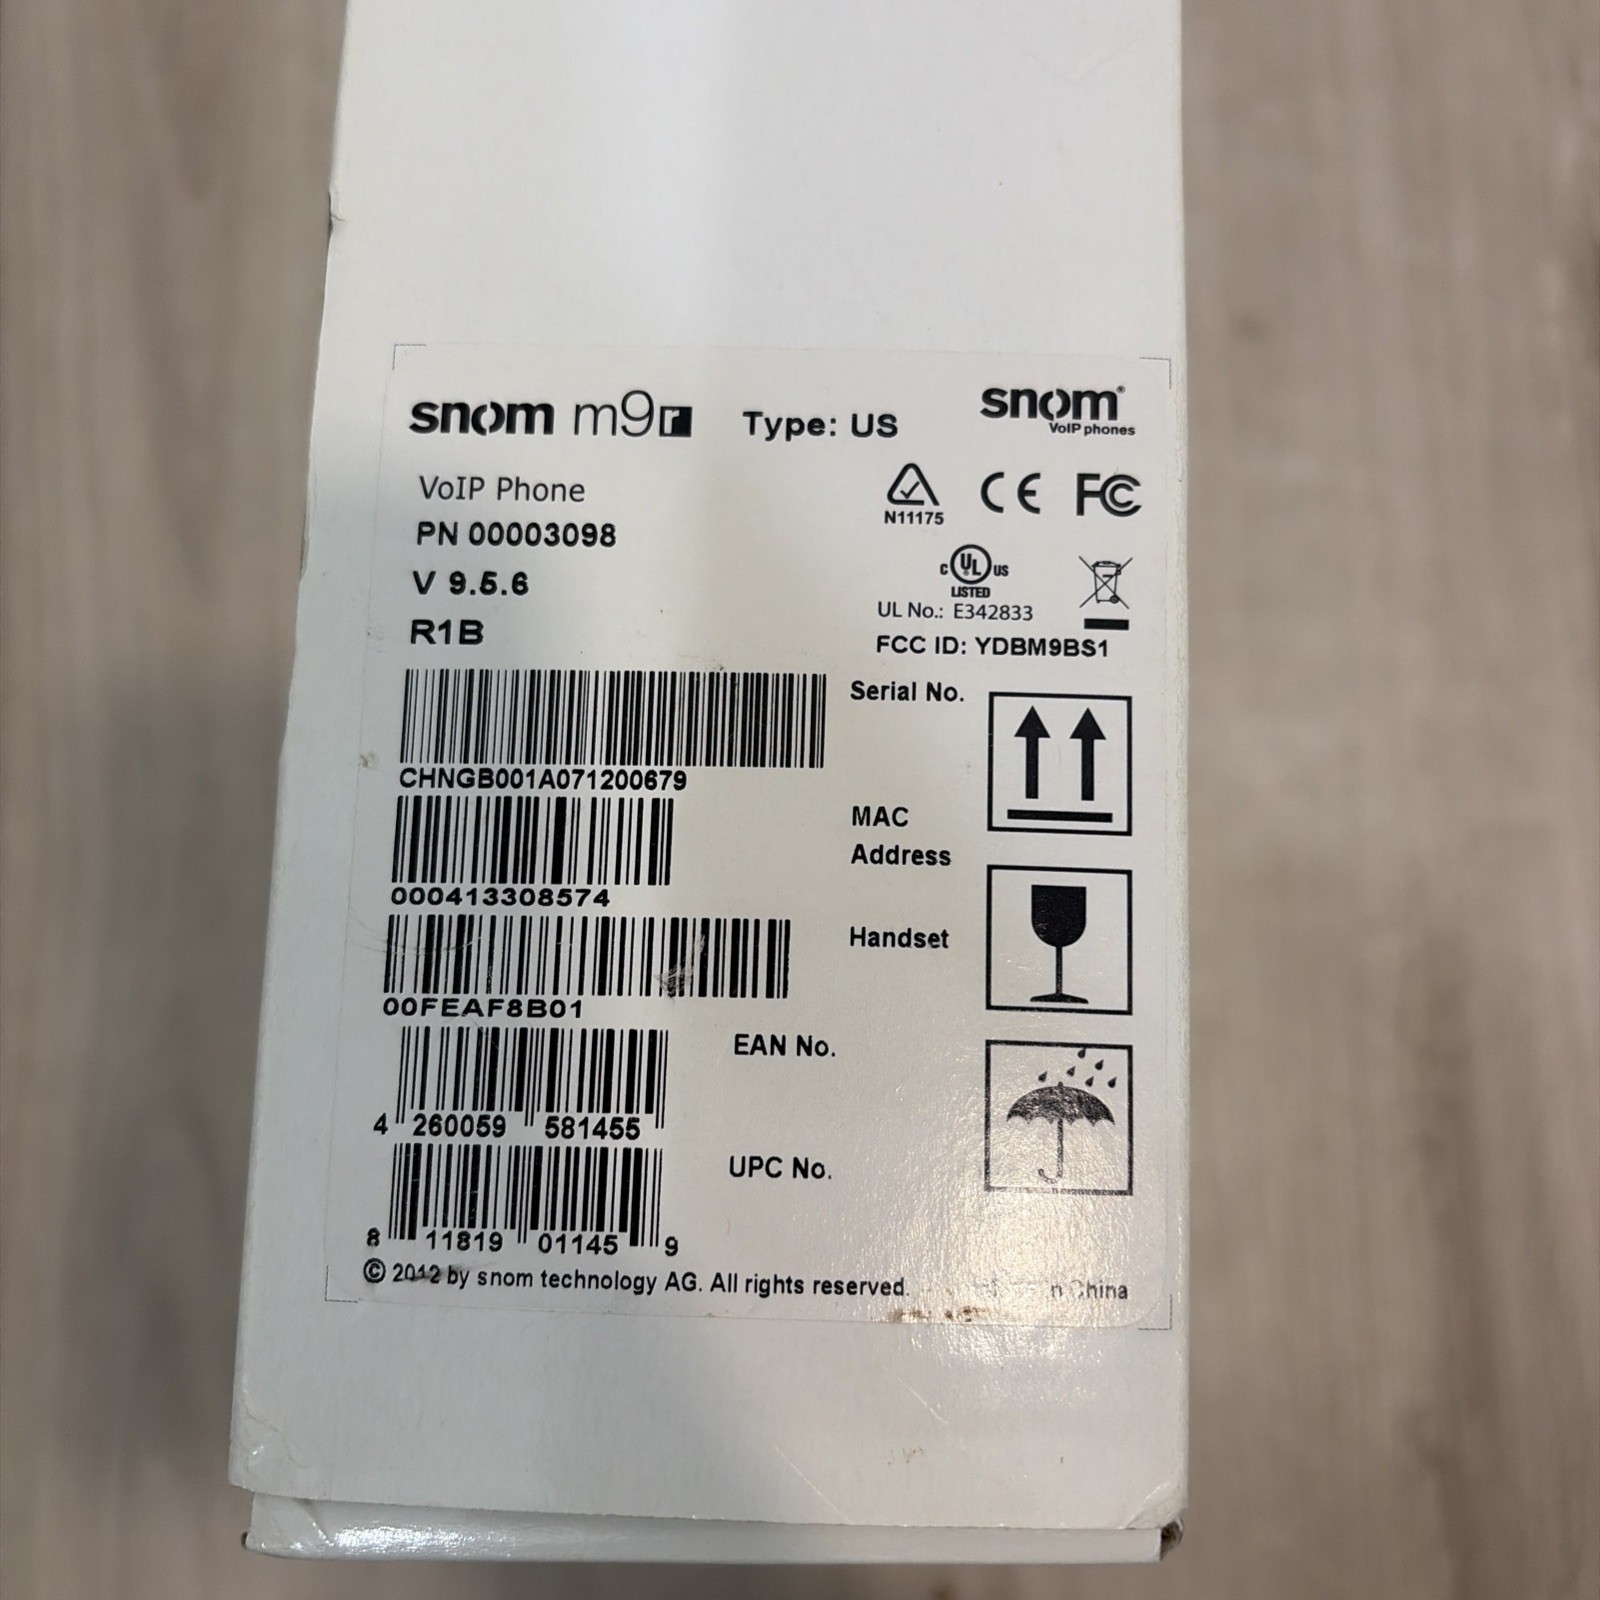 snom m9r Type: US
snom®
VoIP phones
VoIP Phone
PN 00003098
V 9.5.6
R1B
N11175
CE FC
C UL US
LISTED
UL No.: E342833
FCC ID: YDBM9BS1
Serial No.
CHNGB001A071200679
MAC
Address
000413308574
Handset
00FEAF8B01
EAN No.
4 260059 581455
UPC No.
8 11819 01145 9
© 2012 by snom technology AG. All rights reserved. in China